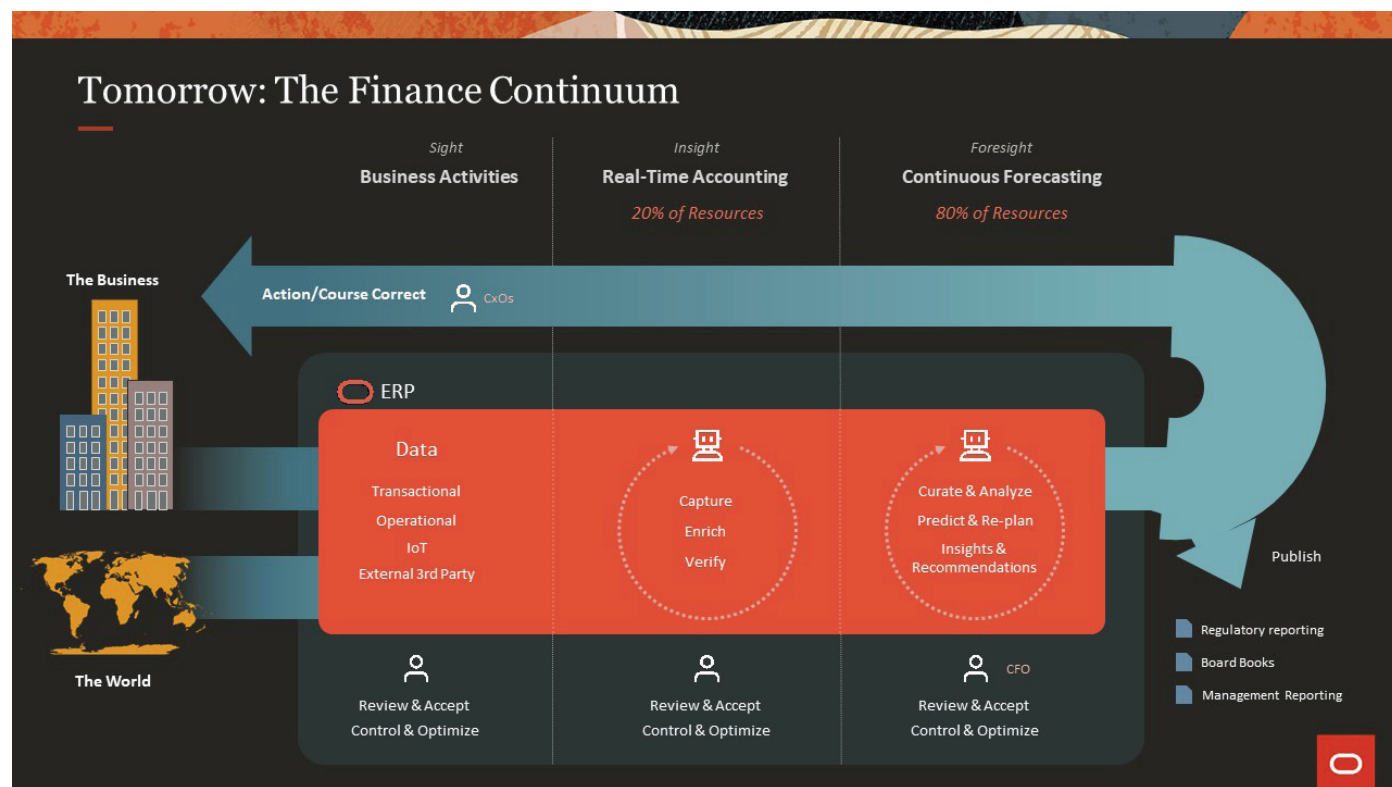 Tomorrow: The Finance Continuum
Sight
Business Activities
Insight
Real-Time Accounting
20% of Resources
Foresight
Continuous Forecasting
80% of Resources
The Business
Action/Course Correct
CxOs
ERP
Data
Transactional
Operational
IoT
External 3rd Party
Capture
Enrich
Verify
Curate & Analyze
Predict & Re-plan
Insights &
Recommendations
The World
Review & Accept
Control & Optimize
Review & Accept
Control & Optimize
CFO
Review & Accept
Control & Optimize
Publish
Regulatory reporting
Board Books
Management Reporting